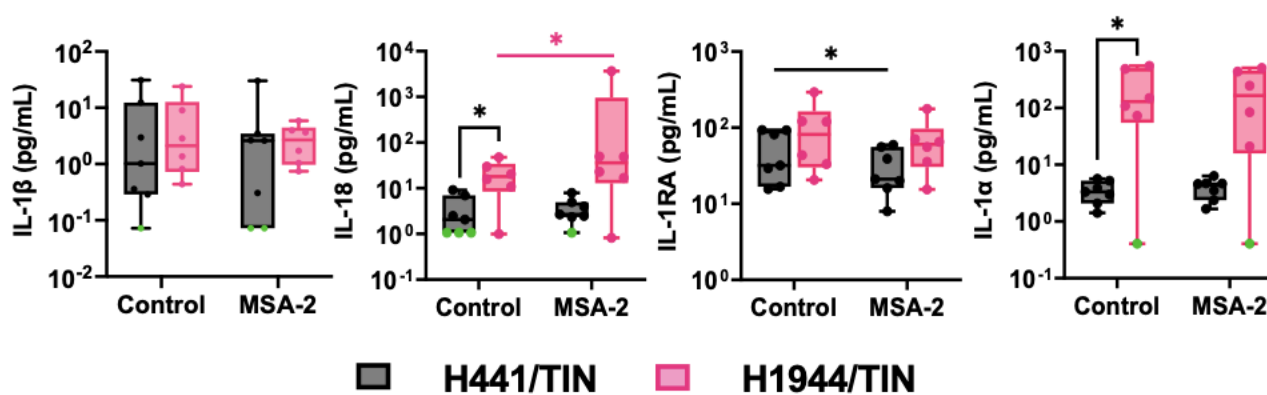 IL-1β (pg/mL)
10²
10¹
10⁰
10⁻¹
10⁻²
Control
MSA-2
IL-18 (pg/mL)
10⁴
10³
10²
10¹
10⁰
10⁻¹
*
*
Control
MSA-2
IL-1RA (pg/mL)
10³
10²
10¹
10⁰
*
Control
MSA-2
IL-1α (pg/mL)
10³
10²
10¹
10⁰
10⁻¹
*
Control
MSA-2
H441/TIN
H1944/TIN